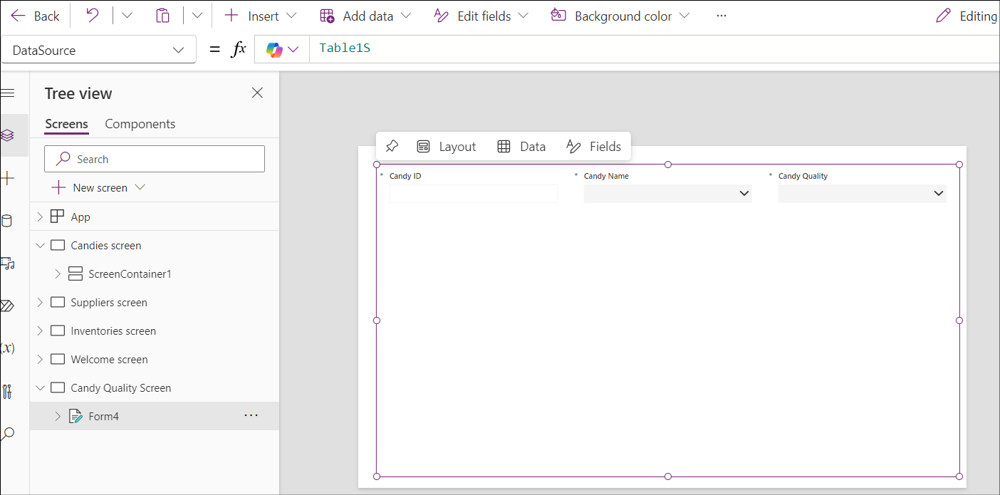 Back Insert Add data Edit fields Background color ... Editing
DataSource = fx Table1S
Tree view
Screens Components
Search
New screen
App
Candies screen
ScreenContainer1
Suppliers screen
Inventories screen
Welcome screen
Candy Quality Screen
Form4 ...
Layout Data Fields
* Candy ID * Candy Name * Candy Quality
(x)